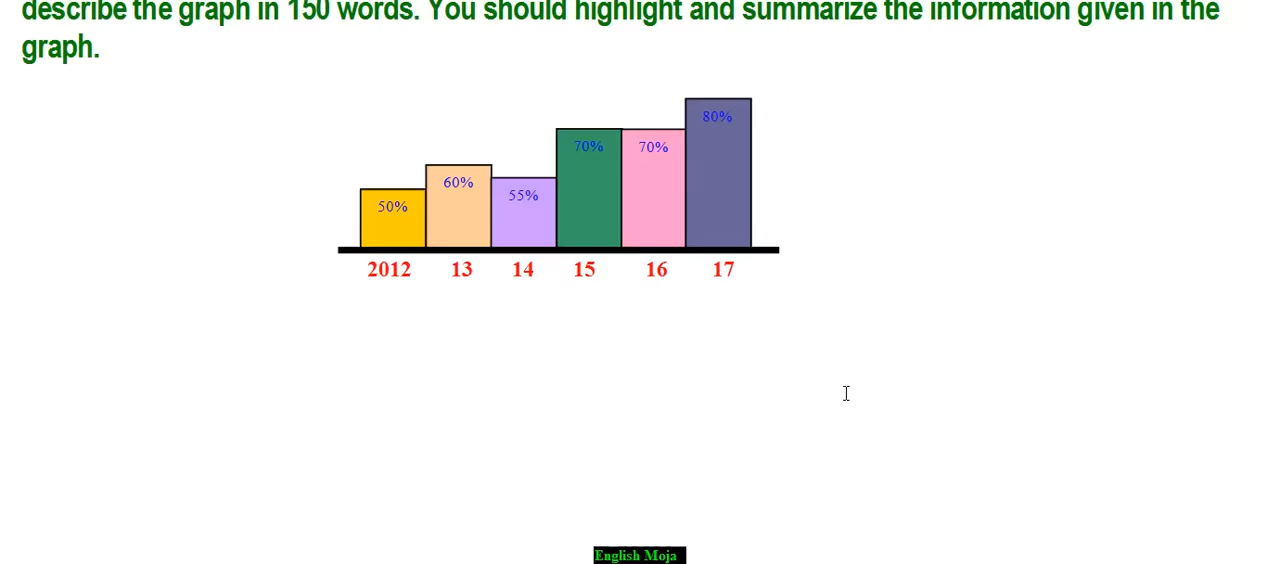 describe the graph in 150 words. You should highlight and summarize the information given in the
graph.
80%
70% 70%
60%
55%
50%
2012 13 14 15 16 17
English Moja